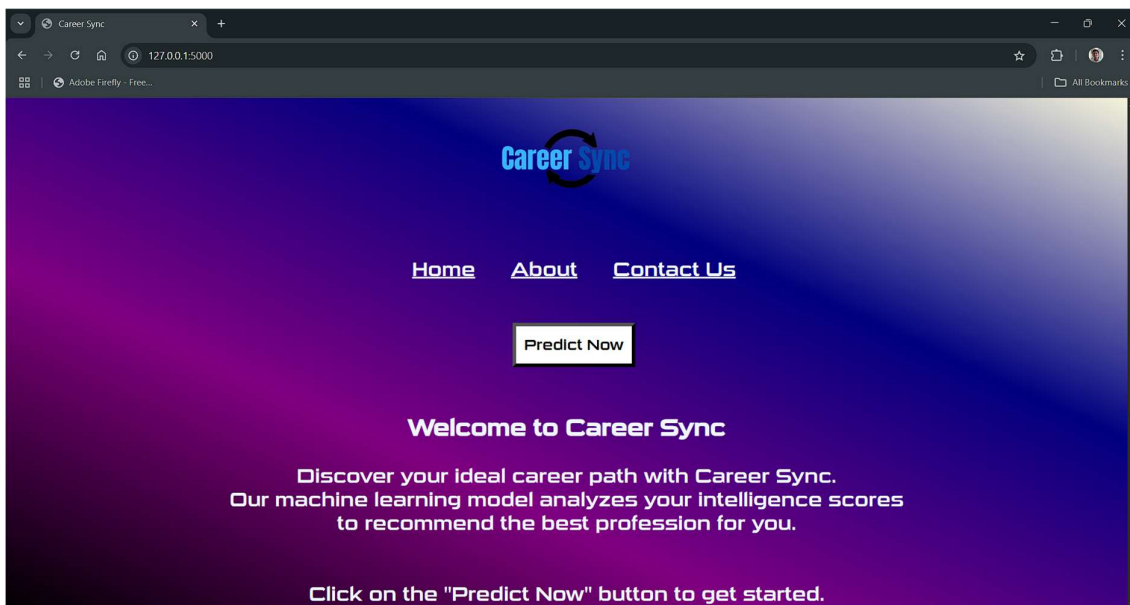 Career Sync
127.0.0.1:5000
Adobe Firefly - Free...
All Bookmarks
Career Sync
Home About Contact Us
Predict Now
Welcome to Career Sync
Discover your ideal career path with Career Sync.
Our machine learning model analyzes your intelligence scores
to recommend the best profession for you.
Click on the "Predict Now" button to get started.